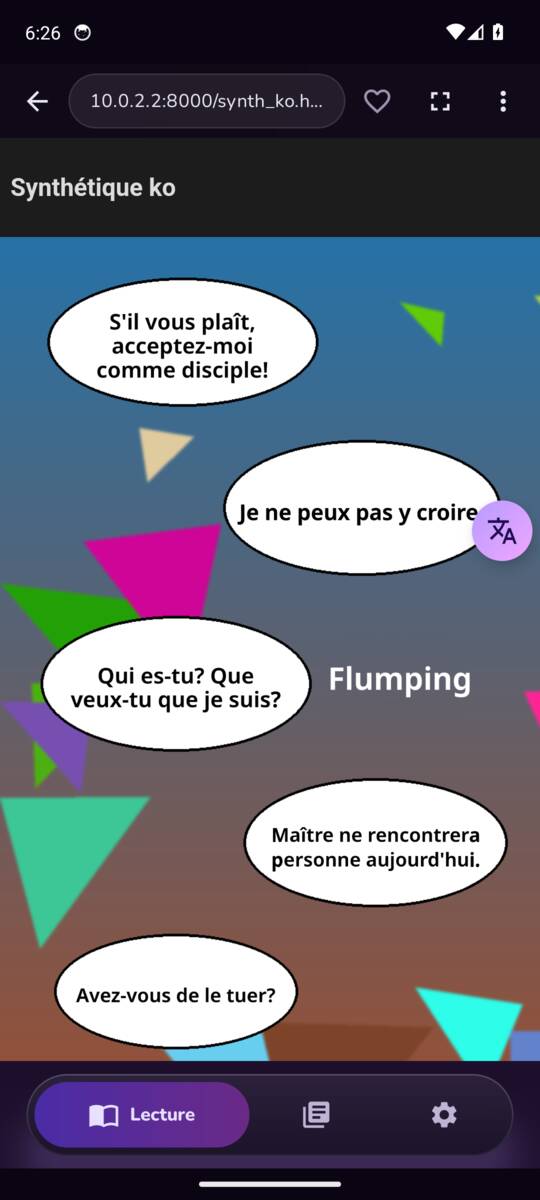 6:26
10.0.2.2:8000/synth_ko.h...
Synthétique ko
S'il vous plaît,
acceptez-moi
comme disciple!
Je ne peux pas y croire
Qui es-tu? Que
veux-tu que je suis?
Flumping
Maître ne rencontrera
personne aujourd'hui.
Avez-vous de le tuer?
Lecture